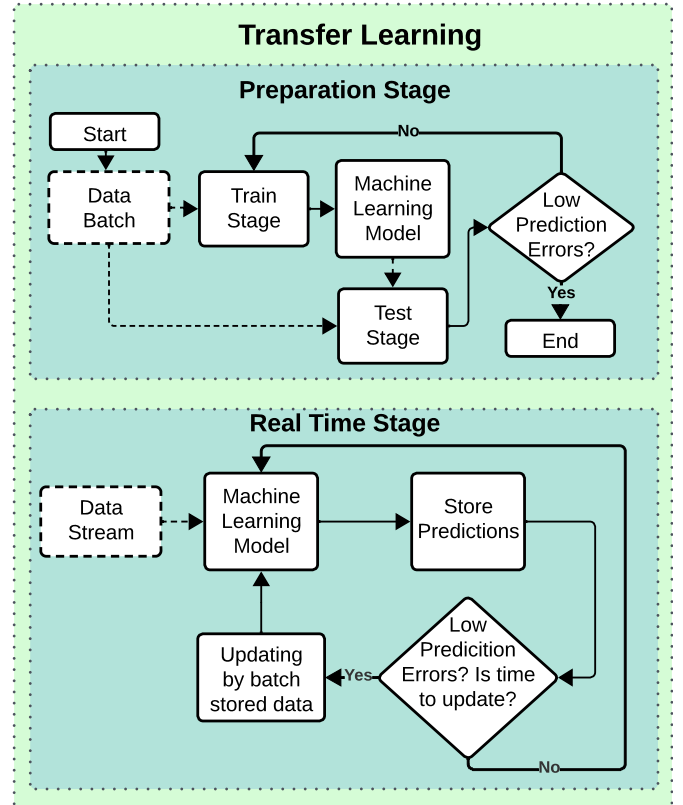 Transfer Learning
Preparation Stage
Start
No
Data
Batch
Train
Stage
Machine
Learning
Model
Low
Prediction
Errors?
Test
Stage
Yes
End
Real Time Stage
Data
Stream
Machine
Learning
Model
Store
Predictions
Low
Predicition
Errors? Is time
to update?
Yes
Updating
by batch
stored data
No